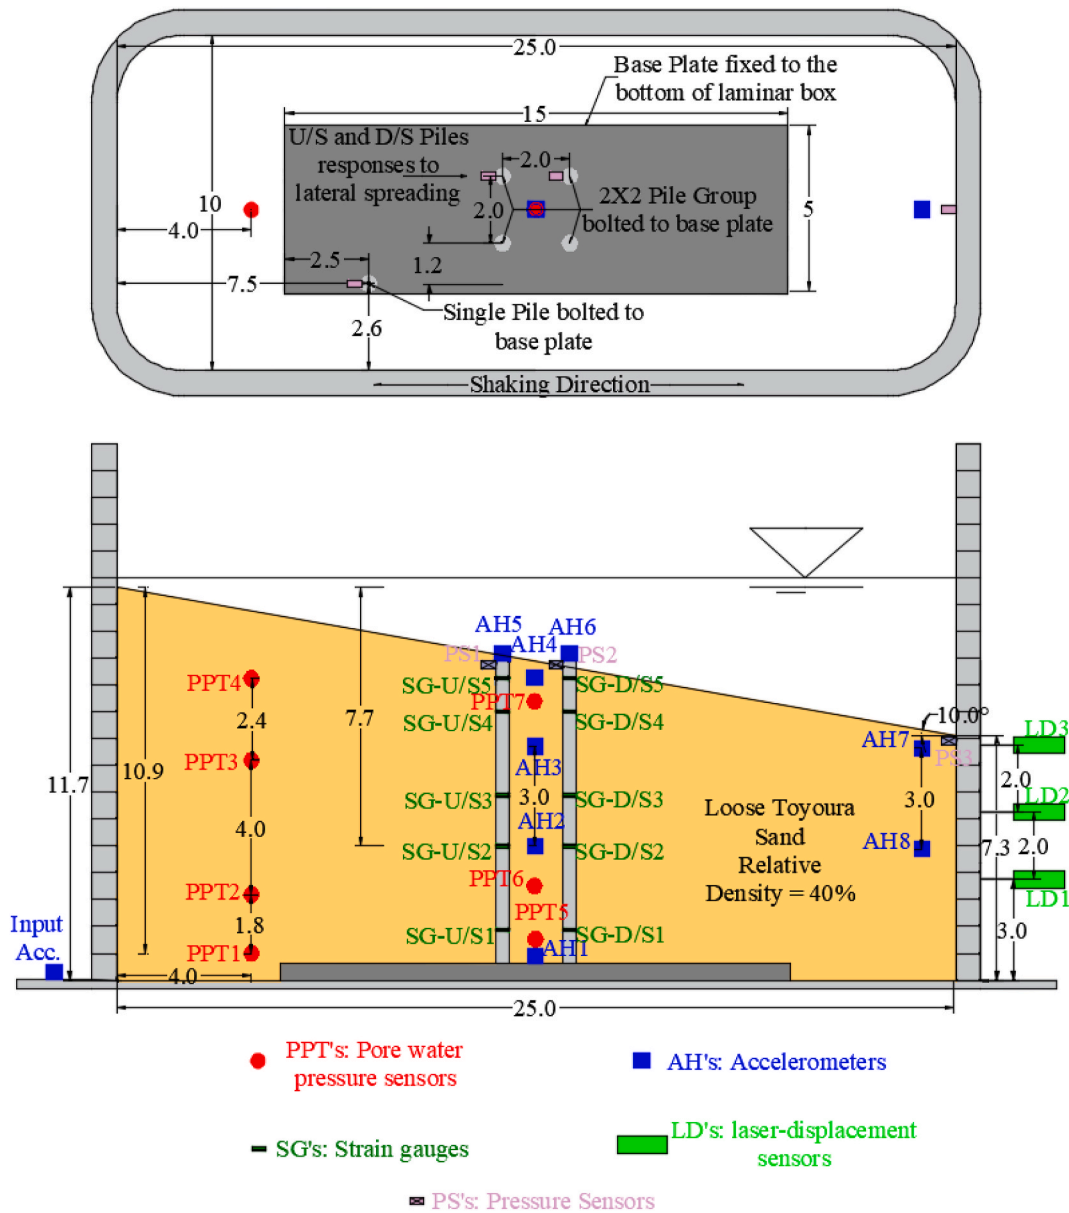 25.0
Base Plate fixed to the
bottom of laminar box
15
U/S and D/S Piles
responses to
lateral spreading
2.0
2.0
2X2 Pile Group
bolted to base plate
10
4.0
5
2.5
1.2
7.5
Single Pile bolted to
base plate
2.6
Shaking Direction
AH5
AH6
AH4
PS1
PS2
PPT4
SG-U/S5
SG-D/S5
PPT7
2.4
7.7
SG-U/S4
SG-D/S4
10.0°
LD3
AH7
PS3
PPT3
10.9
11.7
AH3
3.0
2.0
LD2
SG-U/S3
SG-D/S3
3.0
Loose Toyoura
Sand
Relative
Density = 40%
4.0
AH2
AH8
7.3
2.0
SG-U/S2
SG-D/S2
PPT6
PPT2
LD1
PPT5
1.8
Input
Acc.
SG-U/S1
SG-D/S1
3.0
PPT1
AH1
4.0
25.0
PPT's: Pore water
pressure sensors
AH's: Accelerometers
SG's: Strain gauges
LD's: laser-displacement
sensors
PS's: Pressure Sensors